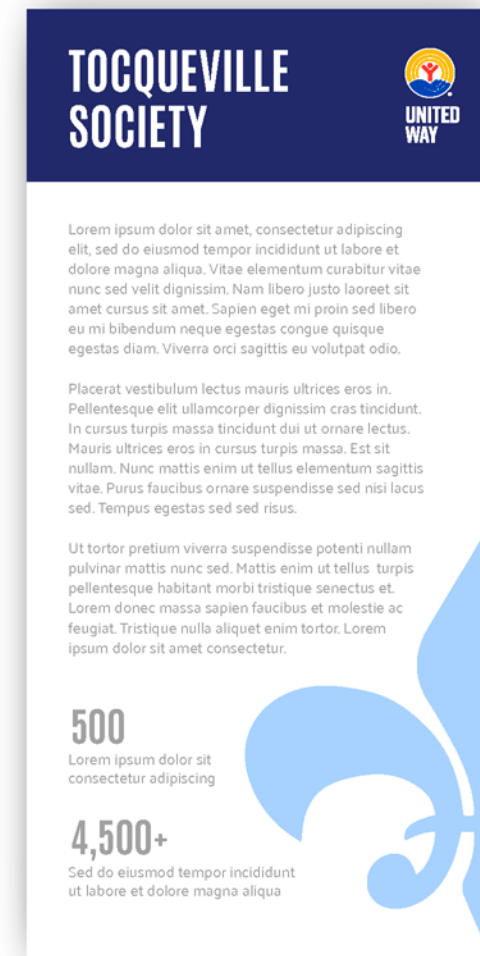 TOCQUEVILLE
SOCIETY
UNITED
WAY
Lorem ipsum dolor sit amet, consectetur adipiscing
elit, sed do eiusmod tempor incididunt ut labore et
dolore magna aliqua. Vitae elementum curabitur vitae
nunc sed velit dignissim. Nam libero justo laoreet sit
amet cursus sit amet. Sapien eget mi proin sed libero
eu mi bibendum neque egestas congue quisque
egestas diam. Viverra orci sagittis eu volutpat odio.
Placerat vestibulum lectus mauris ultrices eros in.
Pellentesque elit ullamcorper dignissim cras tincidunt.
In cursus turpis massa tincidunt dui ut ornare lectus.
Mauris ultrices eros in cursus turpis massa. Est sit
nullam. Nunc mattis enim ut tellus elementum sagittis
vitae. Purus faucibus ornare suspendisse sed nisi lacus
sed. Tempus egestas sed sed risus.
Ut tortor pretium viverra suspendisse potenti nullam
pulvinar mattis nunc sed. Mattis enim ut tellus turpis
pellentesque habitant morbi tristique senectus et.
Lorem donec massa sapien faucibus et molestie ac
feugiat. Tristique nulla aliquet enim tortor. Lorem
ipsum dolor sit amet consectetur.
500
Lorem ipsum dolor sit
consectetur adipiscing
4,500+
Sed do eiusmod tempor incididunt
ut labore et dolore magna aliqua